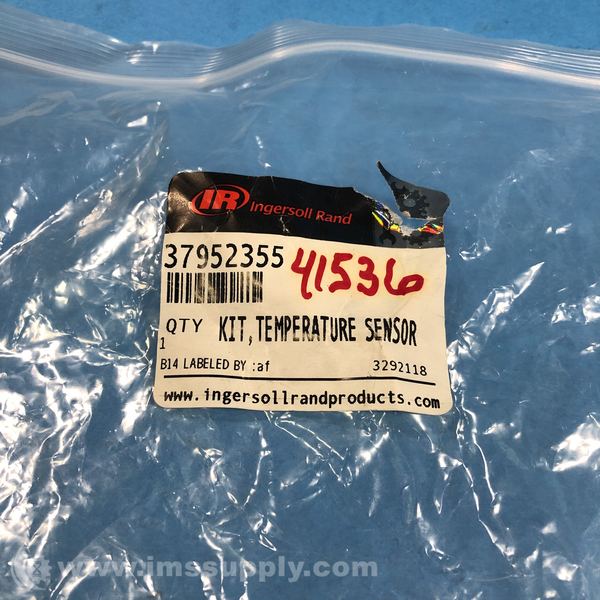 IR Ingersoll Rand
37952355 41536
QTY KIT, TEMPERATURE SENSOR
1
B14 LABELED BY :af 3292118
www.ingersollrandproducts.com
www.imssupply.com